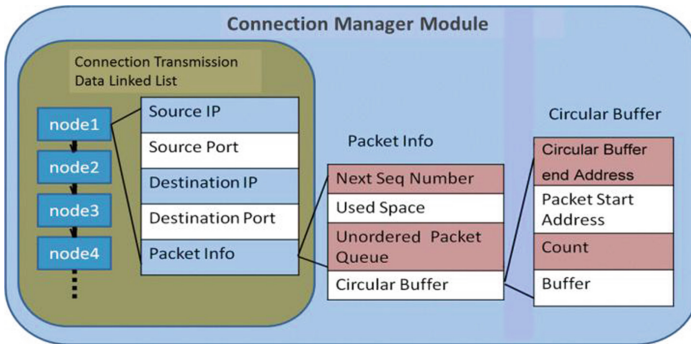 Connection Manager Module
Connection Transmission
Data Linked List
node1
node2
node3
node4
Source IP
Source Port
Destination IP
Destination Port
Packet Info
Packet Info
Next Seq Number
Used Space
Unordered Packet
Queue
Circular Buffer
Circular Buffer
Circular Buffer
end Address
Packet Start
Address
Count
Buffer